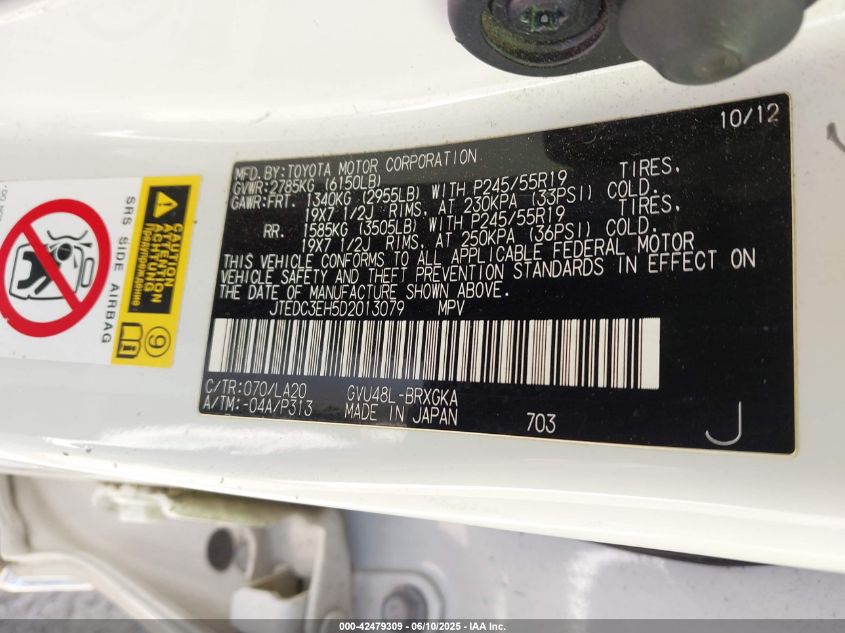 10/12
MFD. BY: TOYOTA MOTOR CORPORATION
GVWR: 2785KG (6150LB)
GAWR: FRT. 1340KG (2955LB) WITH P245/55R19 TIRES,
19X7 1/2J RIMS, AT 230KPA (33PSI) COLD.
RR. 1585KG (3505LB) WITH P245/55R19 TIRES,
19X7 1/2J RIMS, AT 250KPA (36PSI) COLD.
THIS VEHICLE CONFORMS TO ALL APPLICABLE FEDERAL MOTOR
VEHICLE SAFETY AND THEFT PREVENTION STANDARDS IN EFFECT ON
THE DATE OF MANUFACTURE SHOWN ABOVE.
JTEDC3EH5D2013079 MPV
C/TR: 070/LA20 GVU48L-BRXGKA
A/TM: -04A/P313 MADE IN JAPAN 703
J
SRS SIDE AIRBAG
CAUTION
ATTENTION
ACHTUNG
9
000-42479309 - 06/10/2025 - IAA Inc.